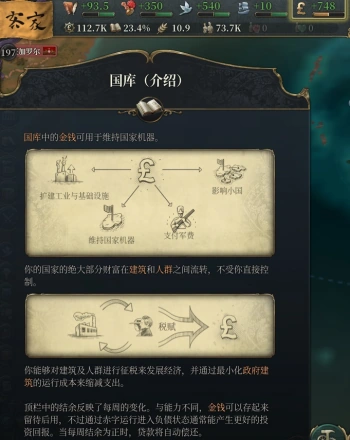 客家
+93.5
+350
+540
+10
+748
112.7K
23.4%
10.9
73.7K
0
0
197
加罗尔
国库（介绍）
国库中的金钱可用于维持国家机器。
£
扩建工业与基础设施
影响小国
维持国家机器
支付军费
你的国家的绝大部分财富在建筑和人群之间流转，不受你直接控
制。
税赋
£
你能够对建筑及人群进行征税来发展经济，并通过最小化政府建
筑的运行成本来缩减支出。
顶栏中的结余反映了每周的变化。与能力不同，金钱可以存起来
留待后用，不过通过赤字运行进入负债状态通常能产生更好的投
资回报。当每周结余为正时，贷款将自动偿还。